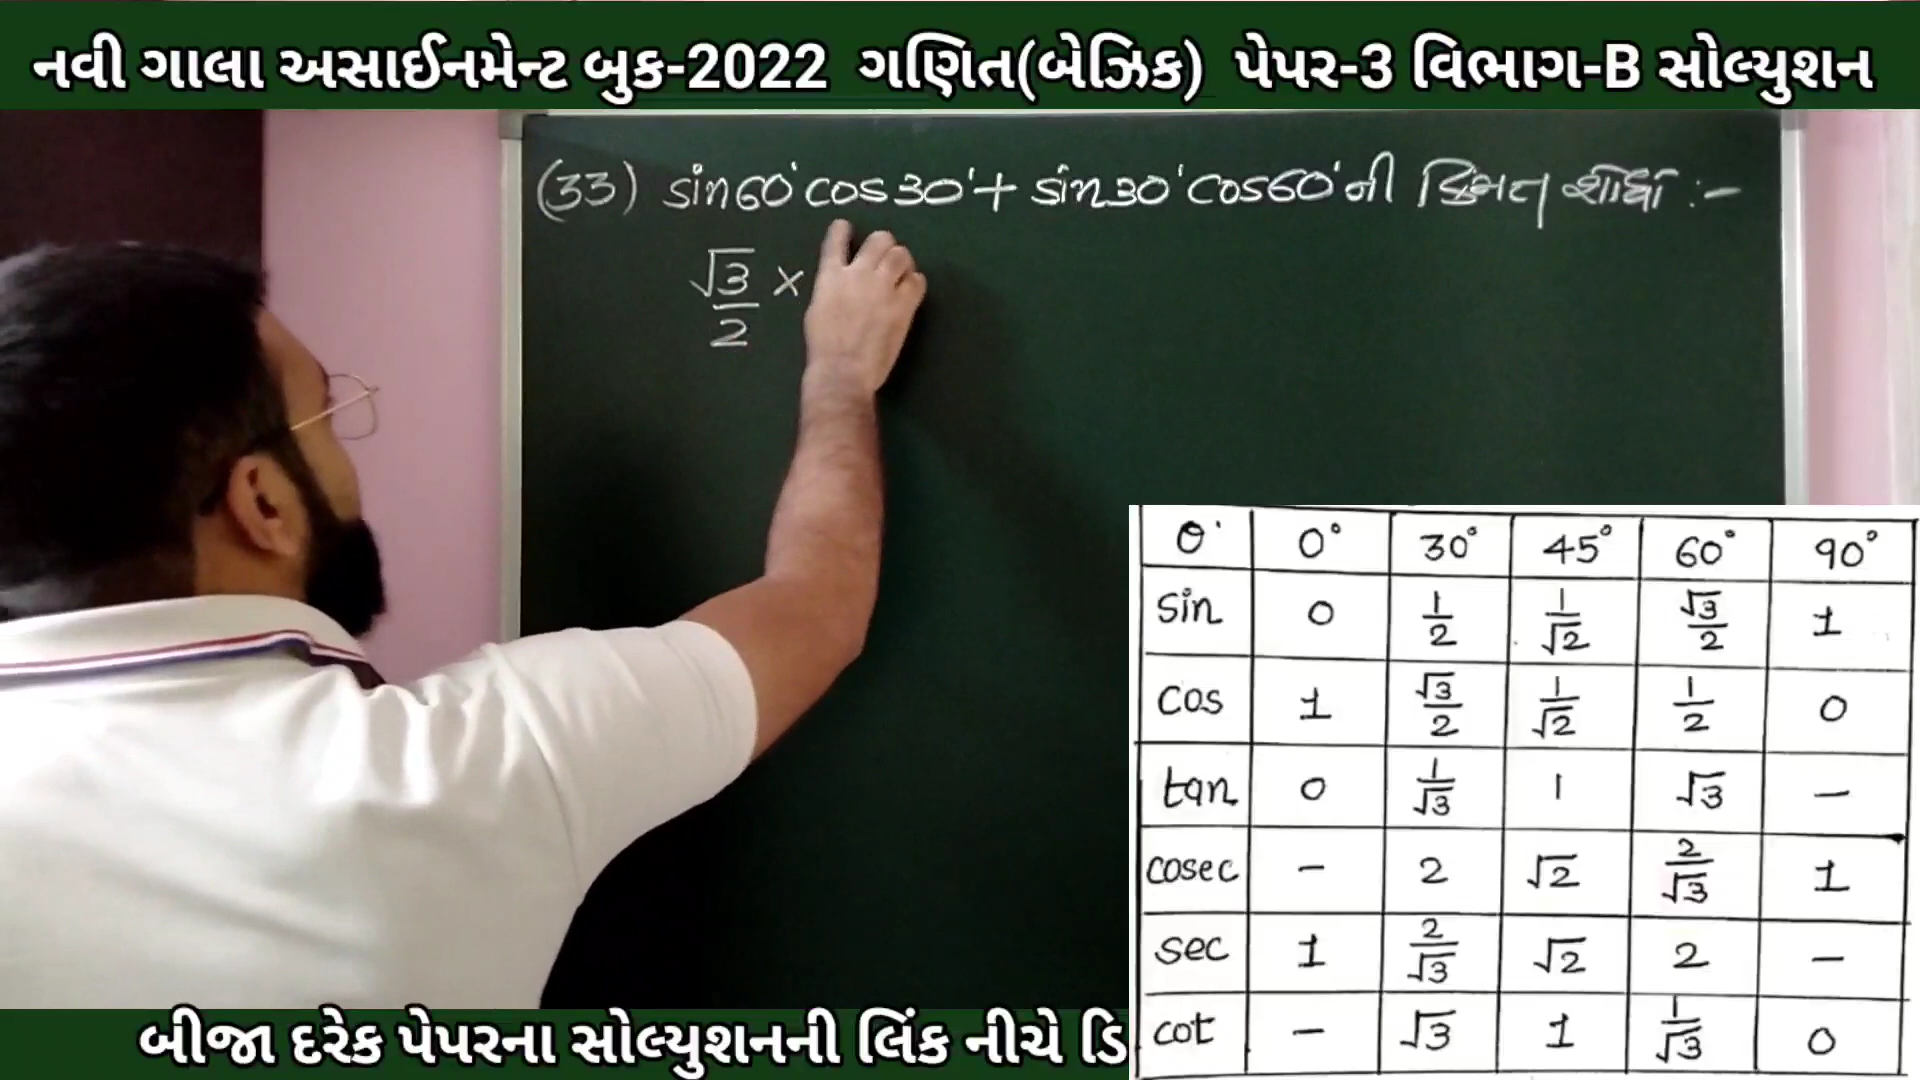 નવી ગાલા અસાઈનમેન્ટ બુક-2022 ગણિત(બેઝિક) પેપર-3 વિભાગ-B સોલ્યુશન
(33) sin60° cos30° + sin30° cos60° ની કિંમત શોધો :-
√3/2 ×
θ° 0° 30° 45° 60° 90°
sin 0 1/2 1/√2 √3/2 1
cos 1 √3/2 1/√2 1/2 0
tan 0 1/√3 1 √3 -
cosec - 2 √2 2/√3 1
sec 1 2/√3 √2 2 -
cot - √3 1 1/√3 0
બીજા દરેક પેપરના સોલ્યુશનની લિંક નીચે ડિ